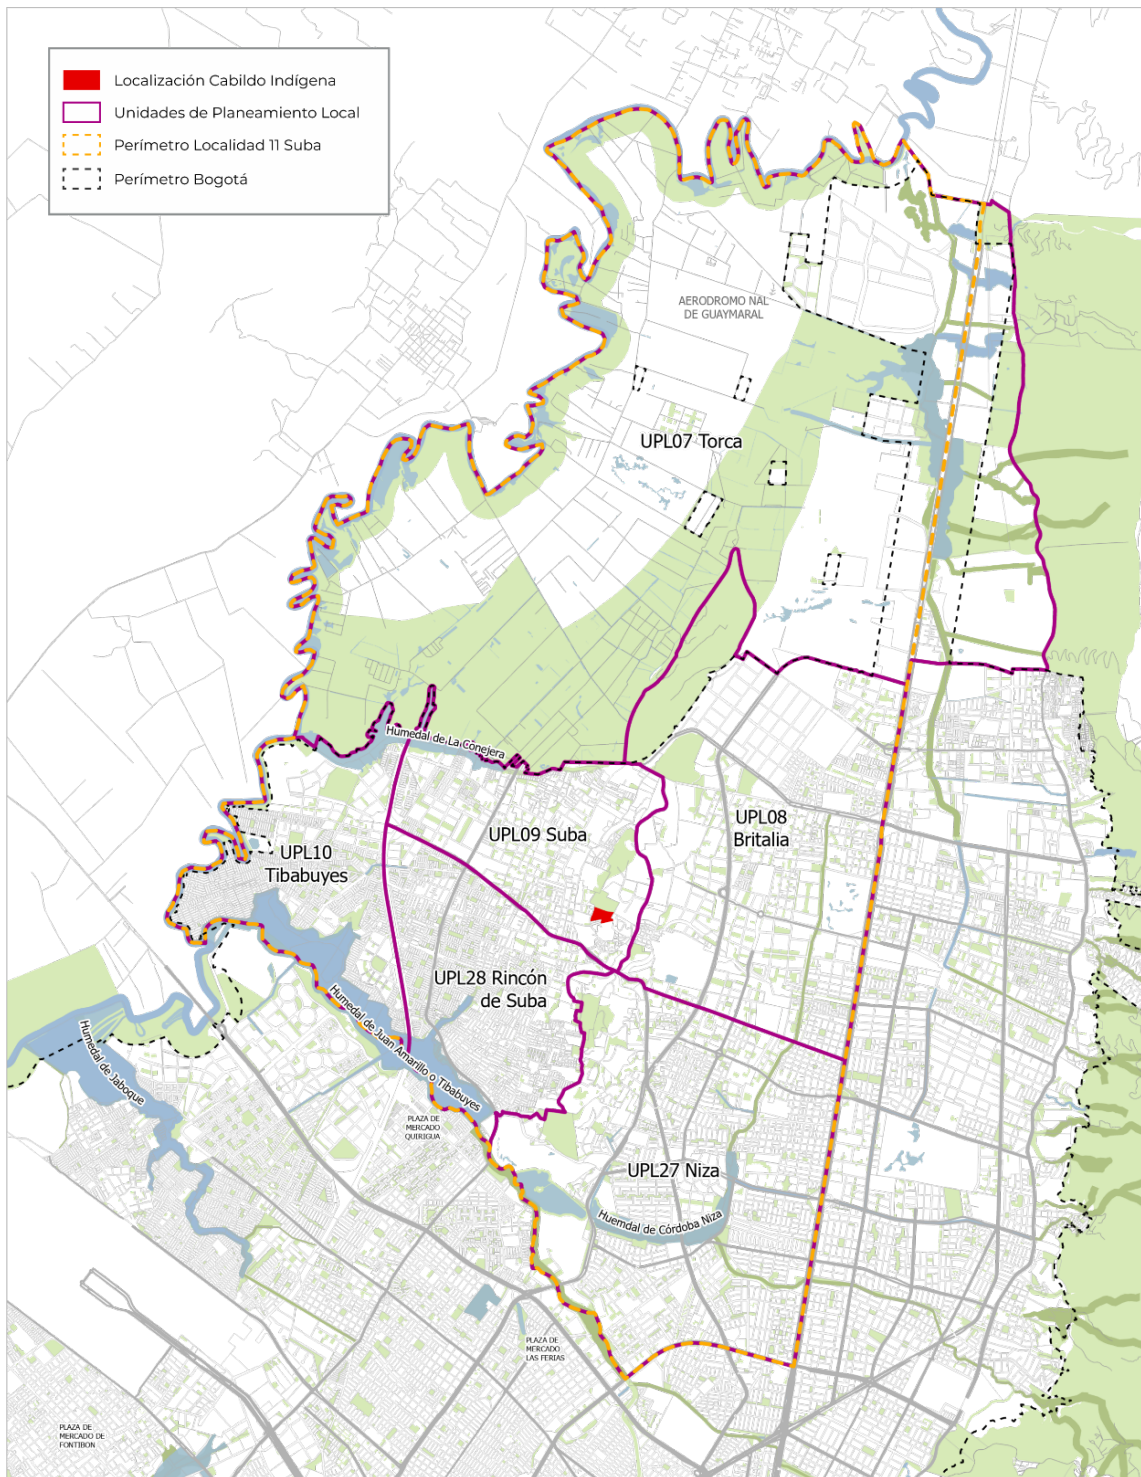 Localización Cabildo Indígena
Unidades de Planeamiento Local
Perímetro Localidad 11 Suba
Perímetro Bogotá
AERODROMO NAL
DE GUAYMARAL
UPL07 Torca
Humedal de La Conejera
UPL09 Suba
UPL08
Britalia
UPL10
Tibabuyes
UPL28 Rincón
de Suba
Humedal de Juan Amarillo o Tibabuyes
Humedal de Jaboque
PLAZA DE
MERCADO
QUIRIGUA
UPL27 Niza
Huemdal de Córdoba Niza
PLAZA DE
MERCADO
LAS FERIAS
PLAZA DE
MERCADO DE
FONTIBON